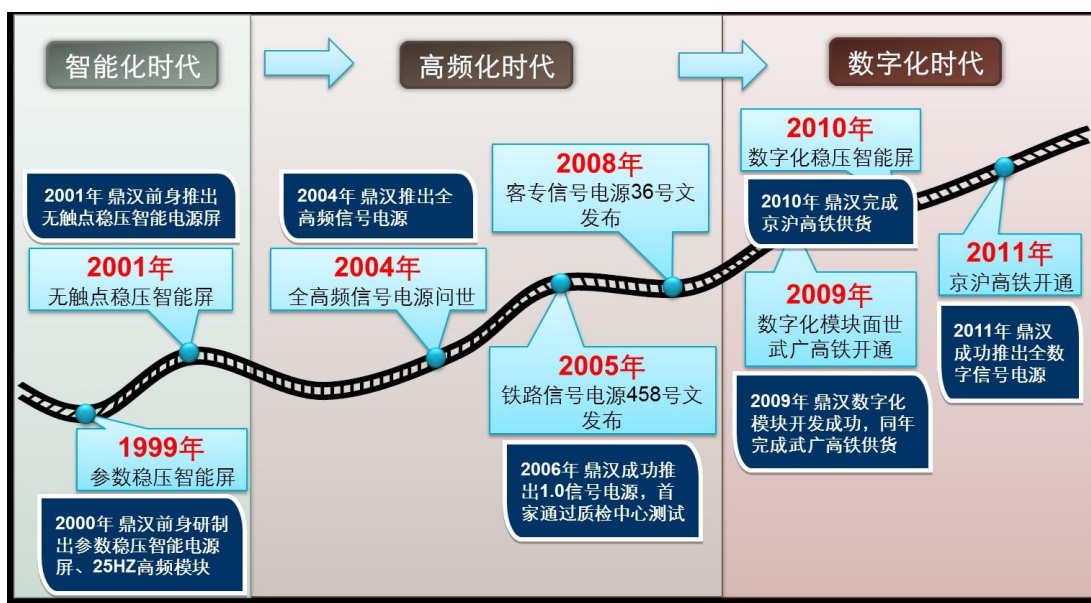 智能化时代
高频化时代
数字化时代
2001年 鼎汉前身推出
无触点稳压智能电源屏
2001年
无触点稳压智能屏
1999年
参数稳压智能屏
2000年 鼎汉前身研制
出参数稳压智能电源
屏、25HZ高频模块
2004年 鼎汉推出全
高频信号电源
2004年
全高频信号电源问世
2008年
客专信号电源36号文
发布
2005年
铁路信号电源458号文
发布
2006年 鼎汉成功推
出1.0信号电源，首
家通过质检中心测试
2010年
数字化稳压智能屏
2010年 鼎汉完成
京沪高铁供货
2009年
数字化模块面世
武广高铁开通
2009年 鼎汉数字化
模块开发成功，同年
完成武广高铁供货
2011年
京沪高铁开通
2011年 鼎汉
成功推出全数
字信号电源